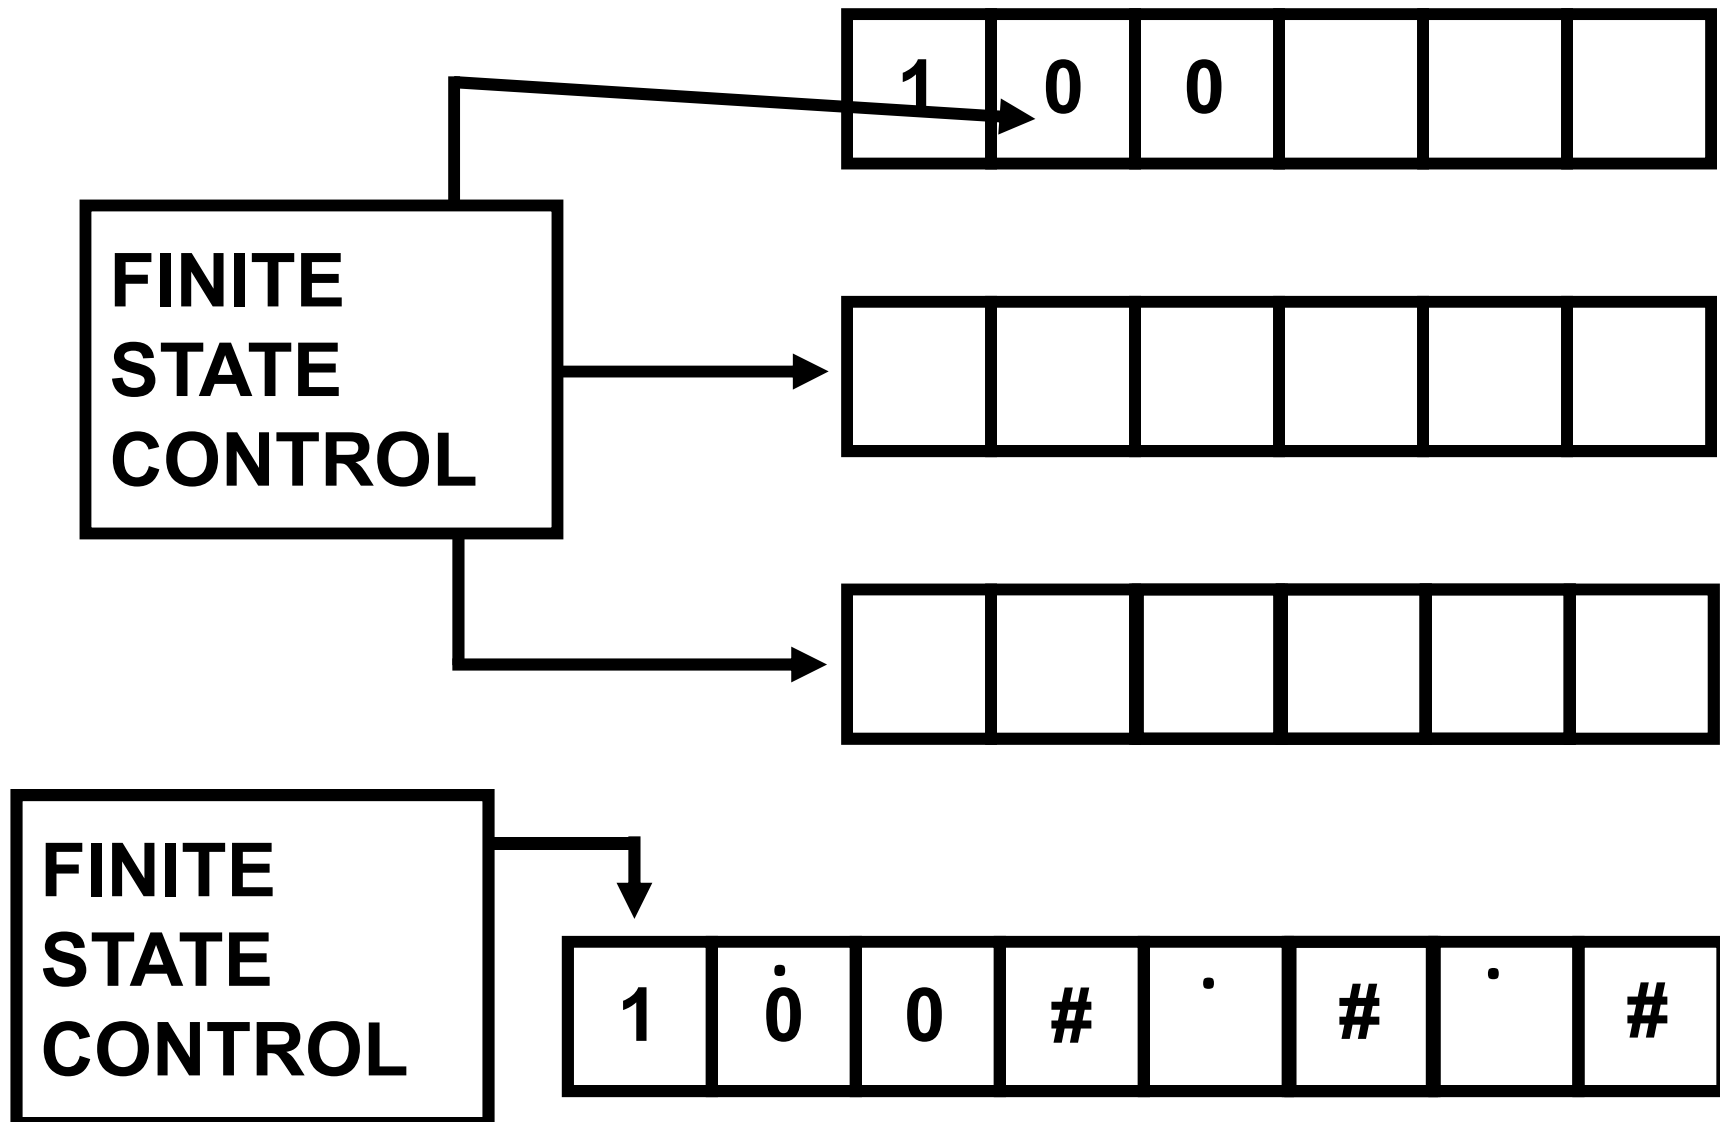 1 0 0
FINITE
STATE
CONTROL
FINITE
STATE
CONTROL
1 0̇ 0 # ˙ # ˙ #